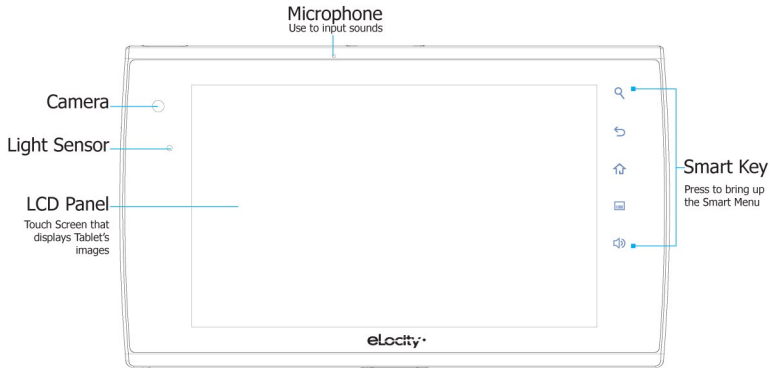 Microphone
Use to input sounds
Camera
Light Sensor
LCD Panel
Touch Screen that
displays Tablet's
images
Smart Key
Press to bring up
the Smart Menu
eLocity